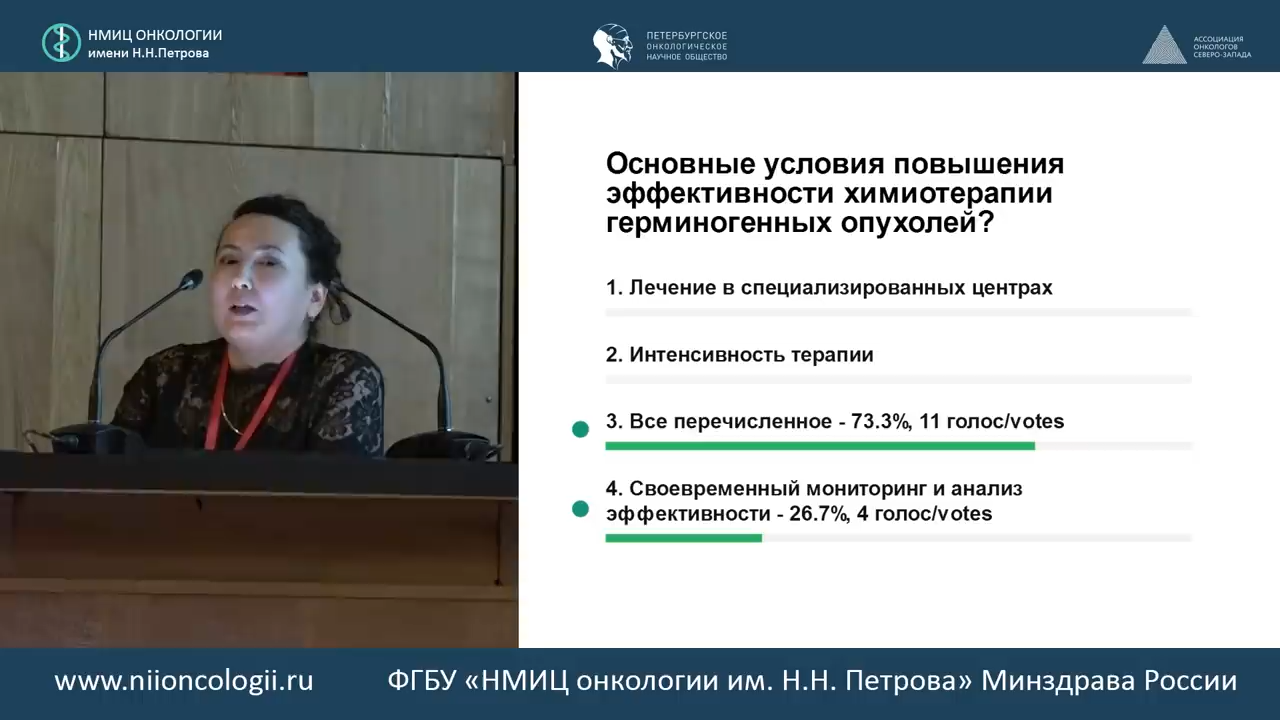 НМИЦ ОНКОЛОГИИ
имени Н.Н.Петрова
ПЕТЕРБУРГСКОЕ
ОНКОЛОГИЧЕСКОЕ
НАУЧНОЕ ОБЩЕСТВО
АССОЦИАЦИЯ
ОНКОЛОГОВ
СЕВЕРО-ЗАПАДА
Основные условия повышения
эффективности химиотерапии
герминогенных опухолей?
1. Лечение в специализированных центрах
2. Интенсивность терапии
3. Все перечисленное - 73.3%, 11 голос/votes
4. Своевременный мониторинг и анализ
эффективности - 26.7%, 4 голос/votes
www.niioncologii.ru
ФГБУ «НМИЦ онкологии им. Н.Н. Петрова» Минздрава России